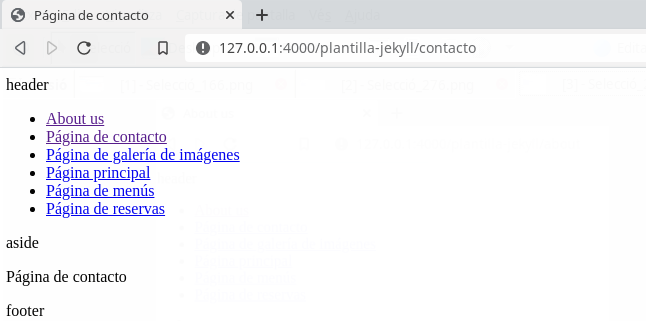 Página de contacto
127.0.0.1:4000/plantilla-jekyll/contacto
header
About us
Página de contacto
Página de galería de imágenes
Página principal
Página de menús
Página de reservas
aside
Página de contacto
footer